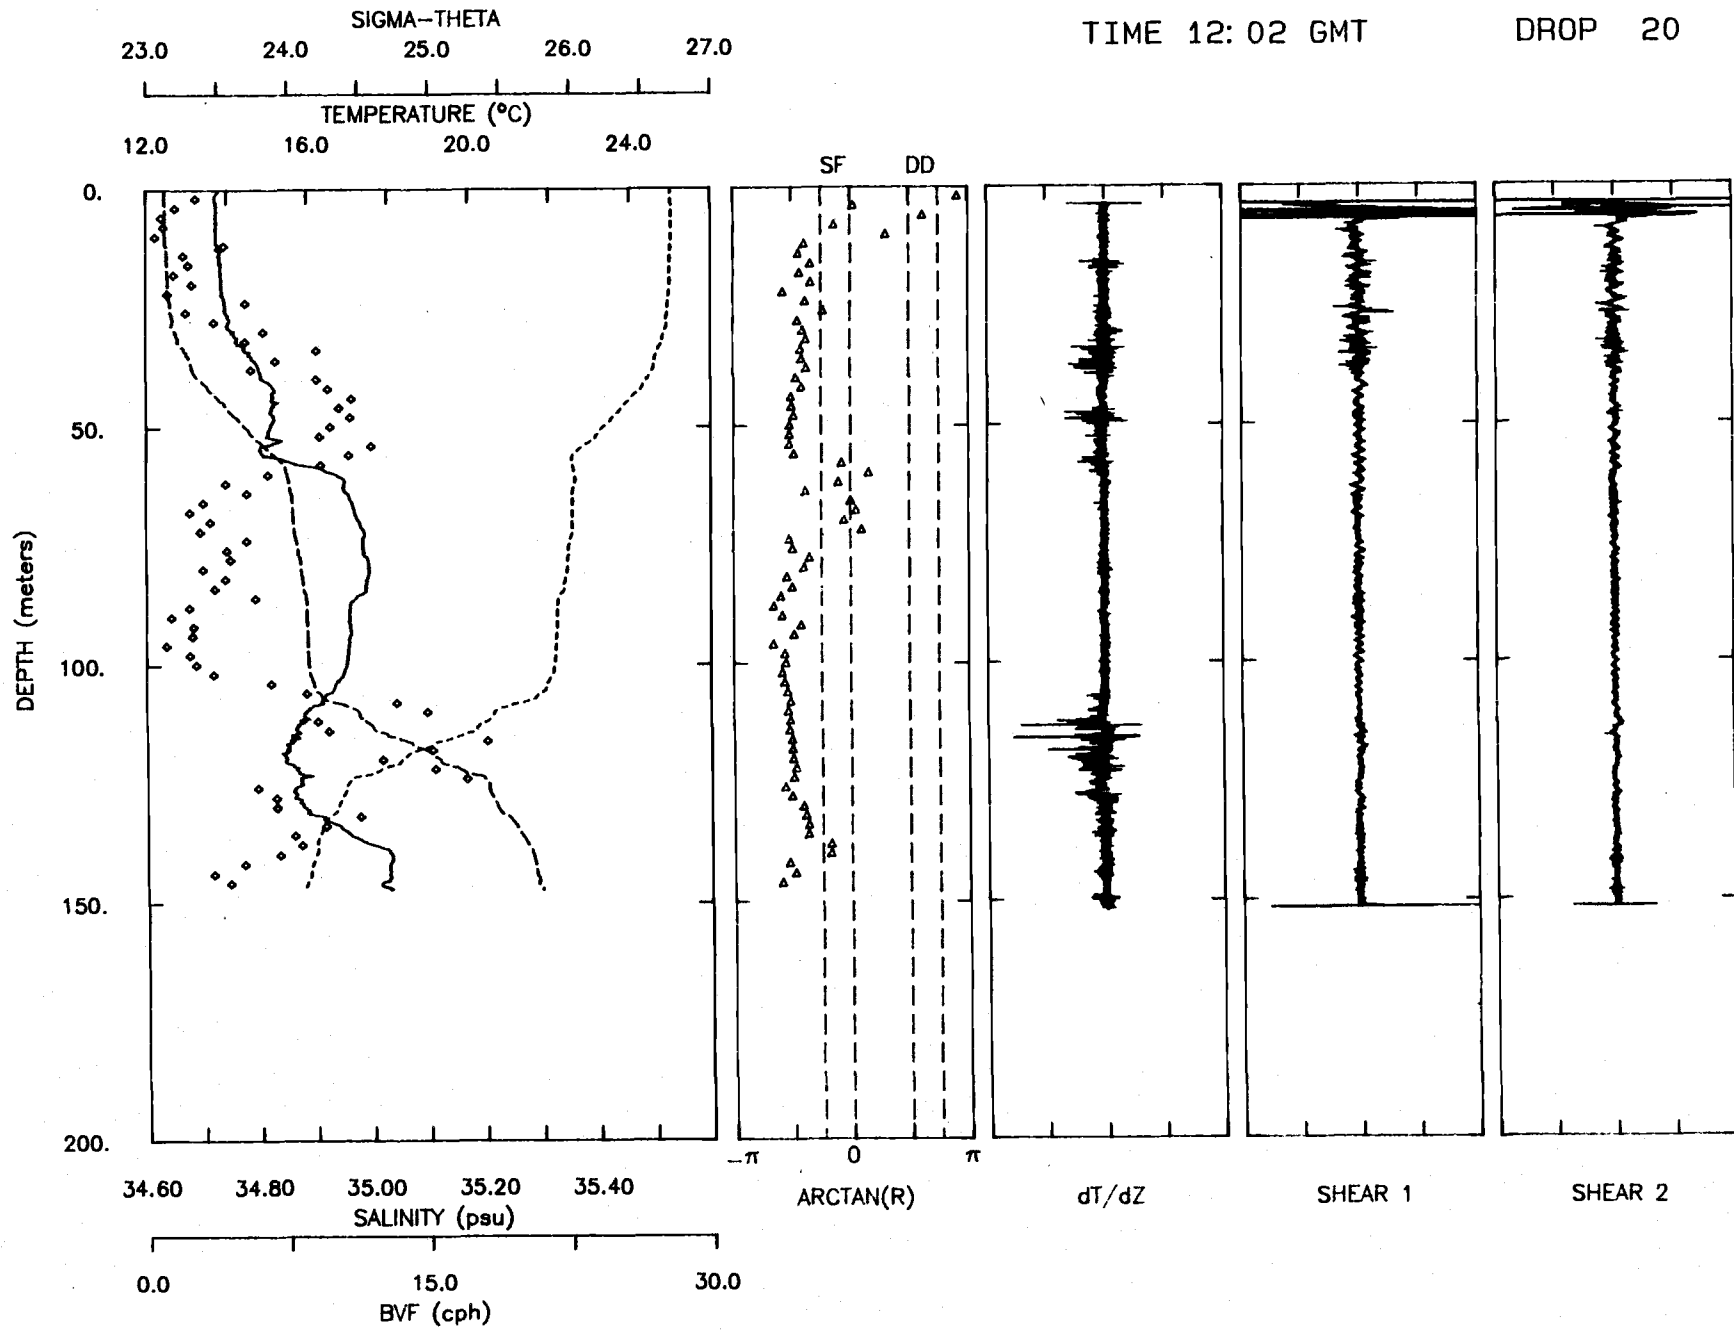 SIGMA-THETA
TIME 12:02 GMT DROP 20
23.0 24.0 25.0 26.0 27.0
TEMPERATURE (°C)
12.0 16.0 20.0 24.0
SF DD
0.
50.
100.
150.
200.
DEPTH (meters)
-π 0 π
34.60 34.80 35.00 35.20 35.40
SALINITY (psu)
ARCTAN(R) dT/dZ SHEAR 1 SHEAR 2
0.0 15.0 30.0
BVF (cph)